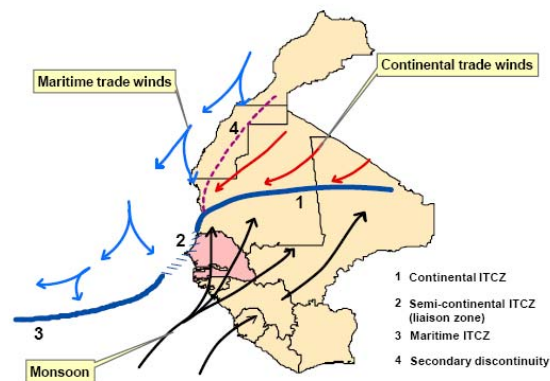 Maritime trade winds
Continental trade winds
4
1
2
3
Monsoon
1 Continental ITCZ
2 Semi-continental ITCZ
(liaison zone)
3 Maritime ITCZ
4 Secondary discontinuity